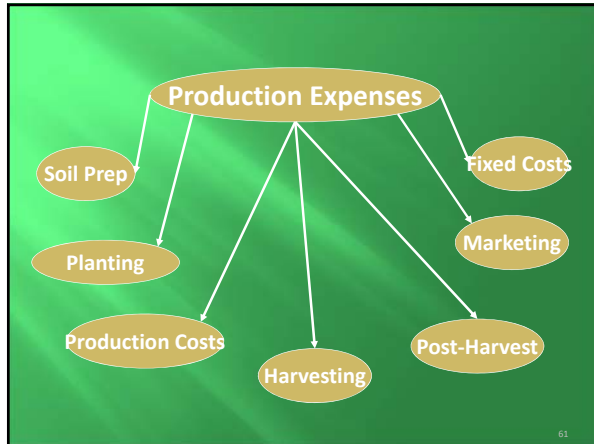 Production Expenses
Soil Prep
Fixed Costs
Planting
Marketing
Production Costs
Post-Harvest
Harvesting
61